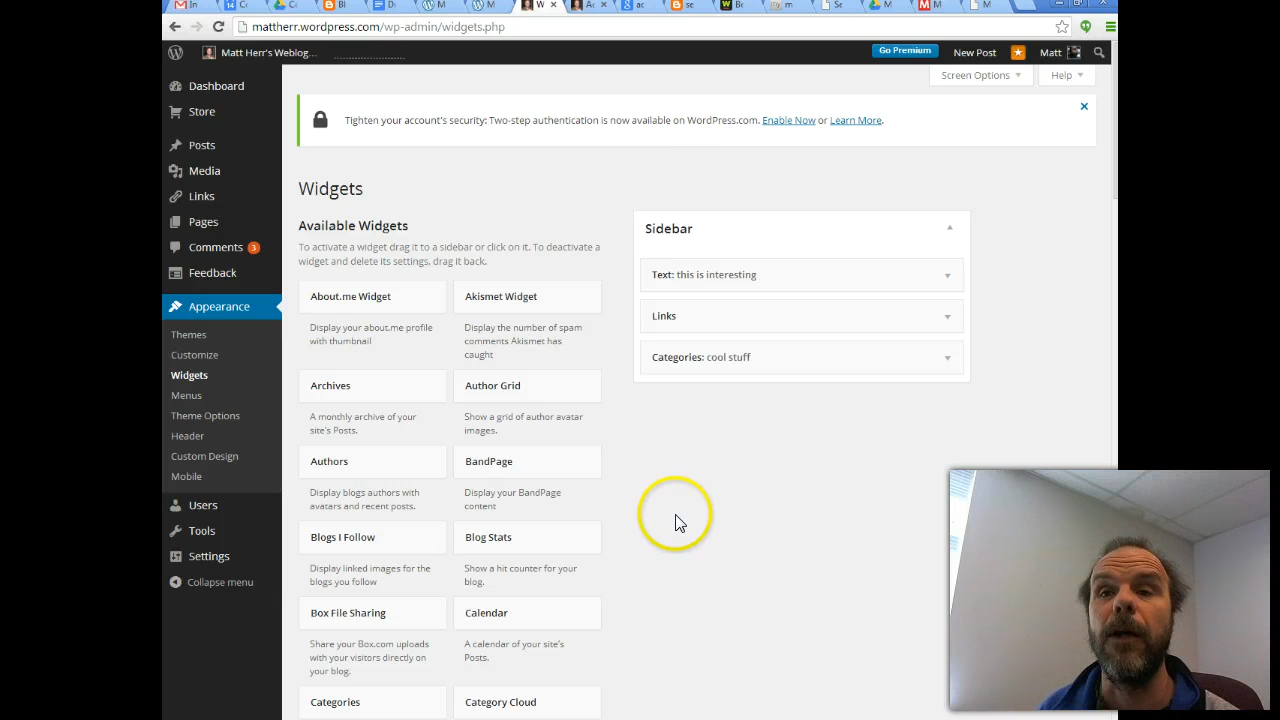 In
14
C
C
Bl
D
M
M
W
A
ac
se
W
m
S
M
M
M
mattherr.wordpress.com/wp-admin/widgets.php
Matt Herr's Weblog...
Go Premium
New Post
Matt
Dashboard
Store
Posts
Media
Links
Pages
Comments 3
Feedback
Appearance
Themes
Customize
Widgets
Menus
Theme Options
Header
Custom Design
Mobile
Users
Tools
Settings
Collapse menu
Screen Options
Help
Tighten your account's security: Two-step authentication is now available on WordPress.com. Enable Now or Learn More.
Widgets
Available Widgets
To activate a widget drag it to a sidebar or click on it. To deactivate a
widget and delete its settings, drag it back.
About.me Widget
Display your about.me profile
with thumbnail
Akismet Widget
Display the number of spam
comments Akismet has
caught
Archives
A monthly archive of your
site's Posts.
Author Grid
Show a grid of author avatar
images.
Authors
Display blogs authors with
avatars and recent posts.
BandPage
Display your BandPage
content
Blogs I Follow
Display linked images for the
blogs you follow
Blog Stats
Show a hit counter for your
blog.
Box File Sharing
Share your Box.com uploads
with your visitors directly on
your blog.
Calendar
A calendar of your site's
Posts.
Categories
Category Cloud
Sidebar
Text: this is interesting
Links
Categories: cool stuff